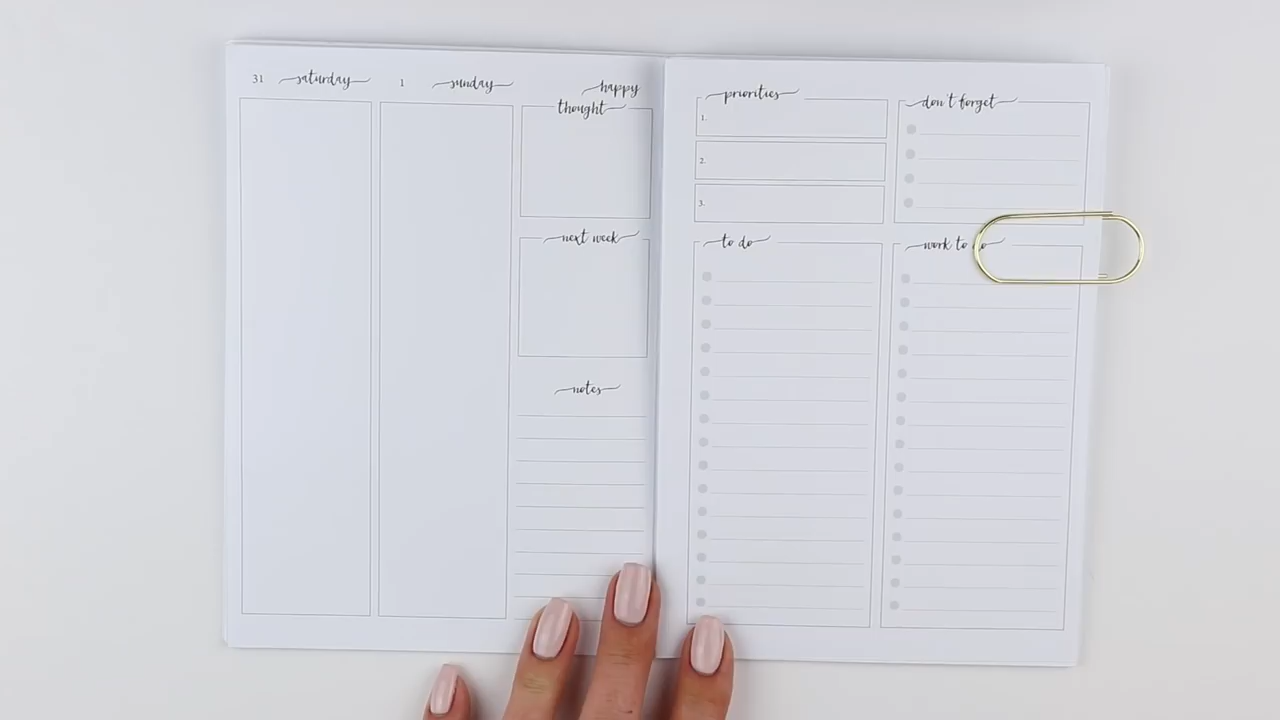 31 saturday
1 sunday
happy
thought
next week
notes
priorities
1.
2.
3.
don't forget
to do
work to do